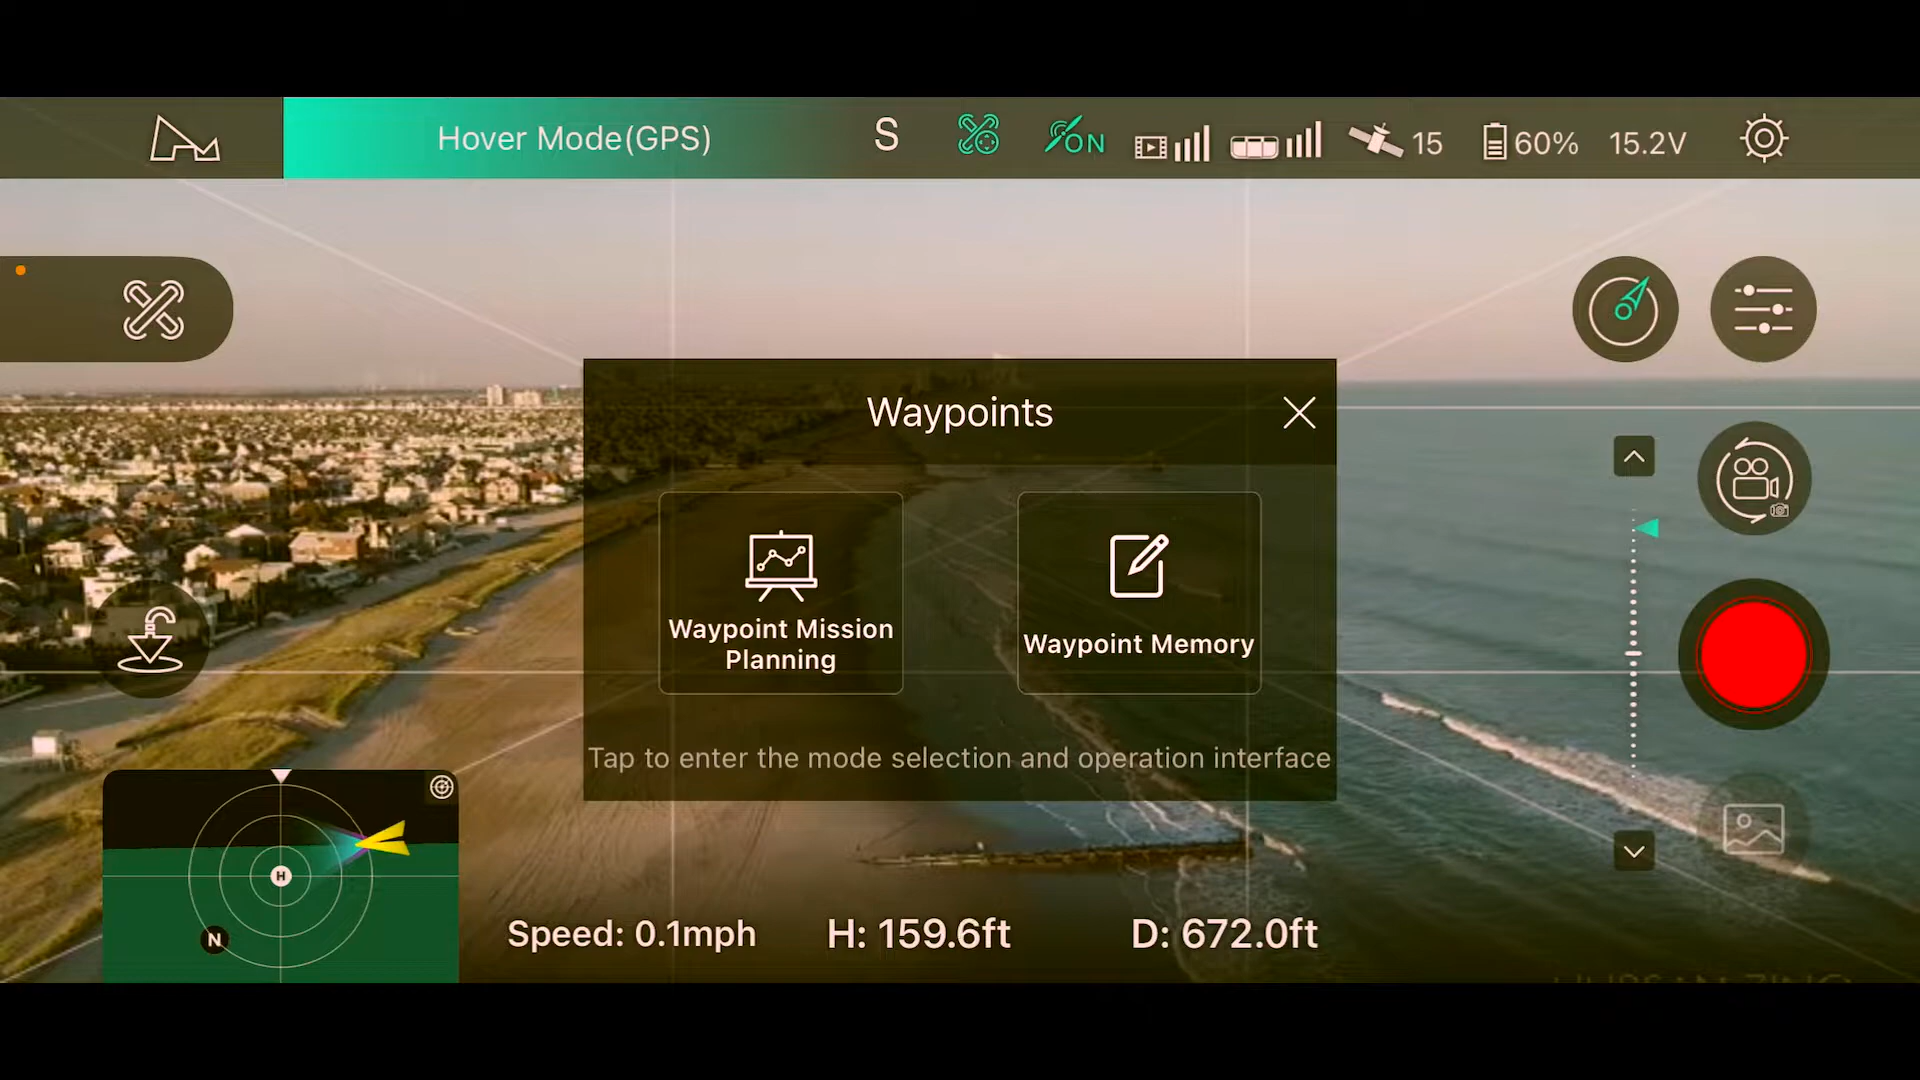 Hover Mode(GPS)
S
ON
15
60%
15.2V
Waypoints
Waypoint Mission
Planning
Waypoint Memory
Tap to enter the mode selection and operation interface
H
N
Speed: 0.1mph
H: 159.6ft
D: 672.0ft